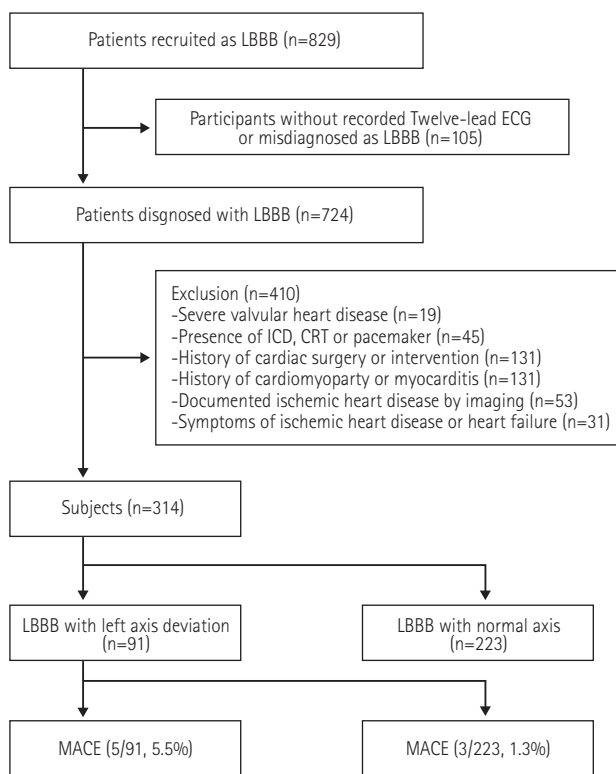 Patients recruited as LBBB (n=829)
Participants without recorded Twelve-lead ECG
or misdiagnosed as LBBB (n=105)
Patients disgnosed with LBBB (n=724)
Exclusion (n=410)
-Severe valvular heart disease (n=19)
-Presence of ICD, CRT or pacemaker (n=45)
-History of cardiac surgery or intervention (n=131)
-History of cardiomyoparty or myocarditis (n=131)
-Documented ischemic heart disease by imaging (n=53)
-Symptoms of ischemic heart disease or heart failure (n=31)
Subjects (n=314)
LBBB with left axis deviation
(n=91)
LBBB with normal axis
(n=223)
MACE (5/91, 5.5%)
MACE (3/223, 1.3%)